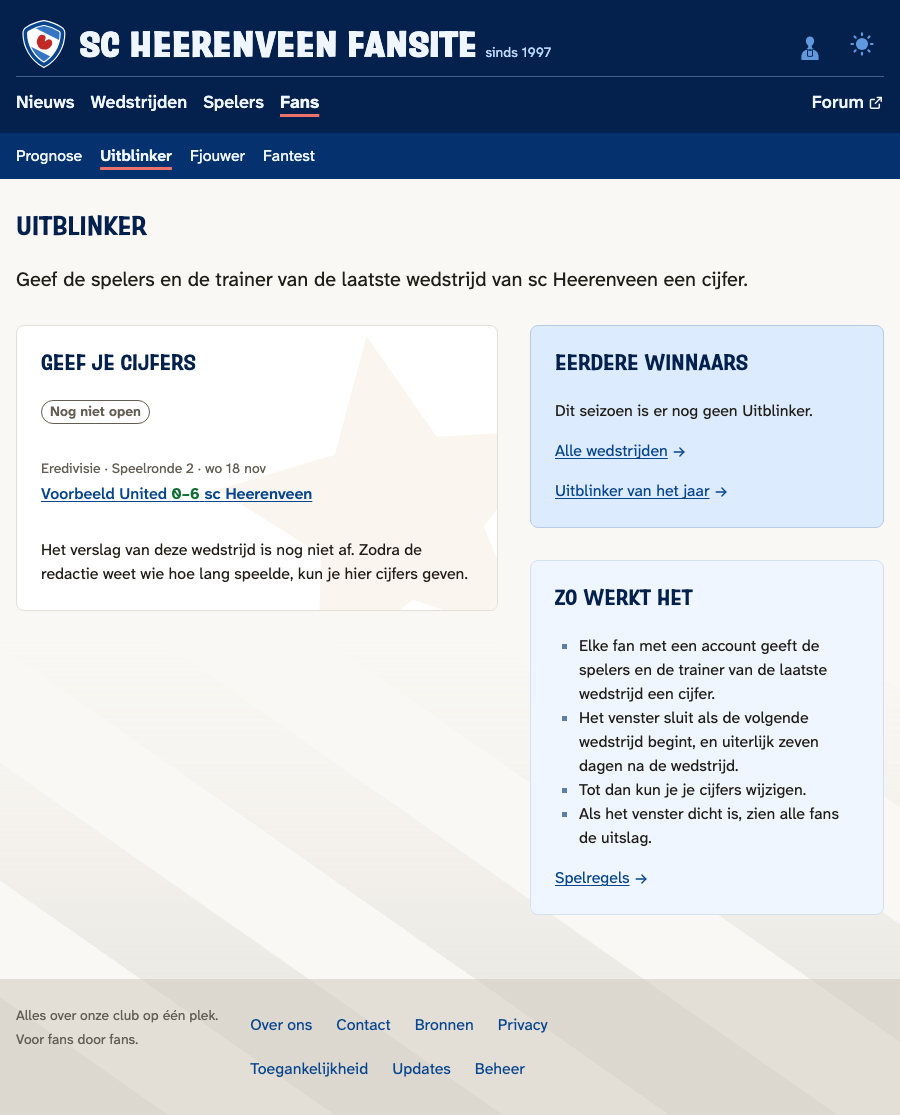 SC HEERENVEEN FANSITE sinds 1997
Nieuws Wedstrijden Spelers Fans Forum
Prognose Uitblinker Fjouwer Fantest
UITBLINKER
Geef de spelers en de trainer van de laatste wedstrijd van sc Heerenveen een cijfer.
GEEF JE CIJFERS
Nog niet open
Eredivisie · Speelronde 2 · wo 18 nov
Voorbeeld United 0–6 sc Heerenveen
Het verslag van deze wedstrijd is nog niet af. Zodra de
redactie weet wie hoe lang speelde, kun je hier cijfers geven.
EERDERE WINNAARS
Dit seizoen is er nog geen Uitblinker.
Alle wedstrijden →
Uitblinker van het jaar →
ZO WERKT HET
Elke fan met een account geeft de
spelers en de trainer van de laatste
wedstrijd een cijfer.
Het venster sluit als de volgende
wedstrijd begint, en uiterlijk zeven
dagen na de wedstrijd.
Tot dan kun je je cijfers wijzigen.
Als het venster dicht is, zien alle fans
de uitslag.
Spelregels →
Alles over onze club op één plek.
Voor fans door fans.
Over ons Contact Bronnen Privacy
Toegankelijkheid Updates Beheer